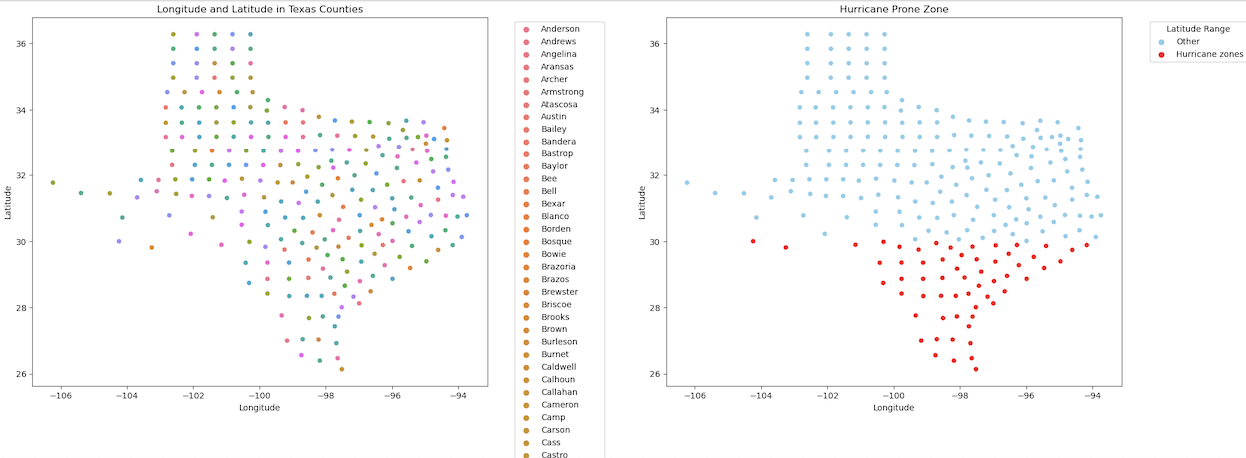 Longitude and Latitude in Texas Counties
36
34
32
30
28
26
Latitude
−106
−104
−102
−100
−98
−96
−94
Longitude
Anderson
Andrews
Angelina
Aransas
Archer
Armstrong
Atascosa
Austin
Bailey
Bandera
Bastrop
Baylor
Bee
Bell
Bexar
Blanco
Borden
Bosque
Bowie
Brazoria
Brazos
Brewster
Briscoe
Brooks
Brown
Burleson
Burnet
Caldwell
Calhoun
Callahan
Cameron
Camp
Carson
Cass
Castro
Hurricane Prone Zone
36
34
32
30
28
26
Latitude
−106
−104
−102
−100
−98
−96
−94
Longitude
Latitude Range
Other
Hurricane zones